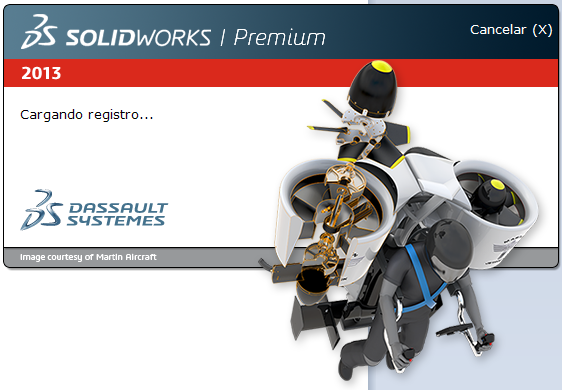 SOLIDWORKS | Premium
Cancelar (X)
2013
Cargando registro...
DASSAULT
SYSTEMES
Image courtesy of Martin Aircraft